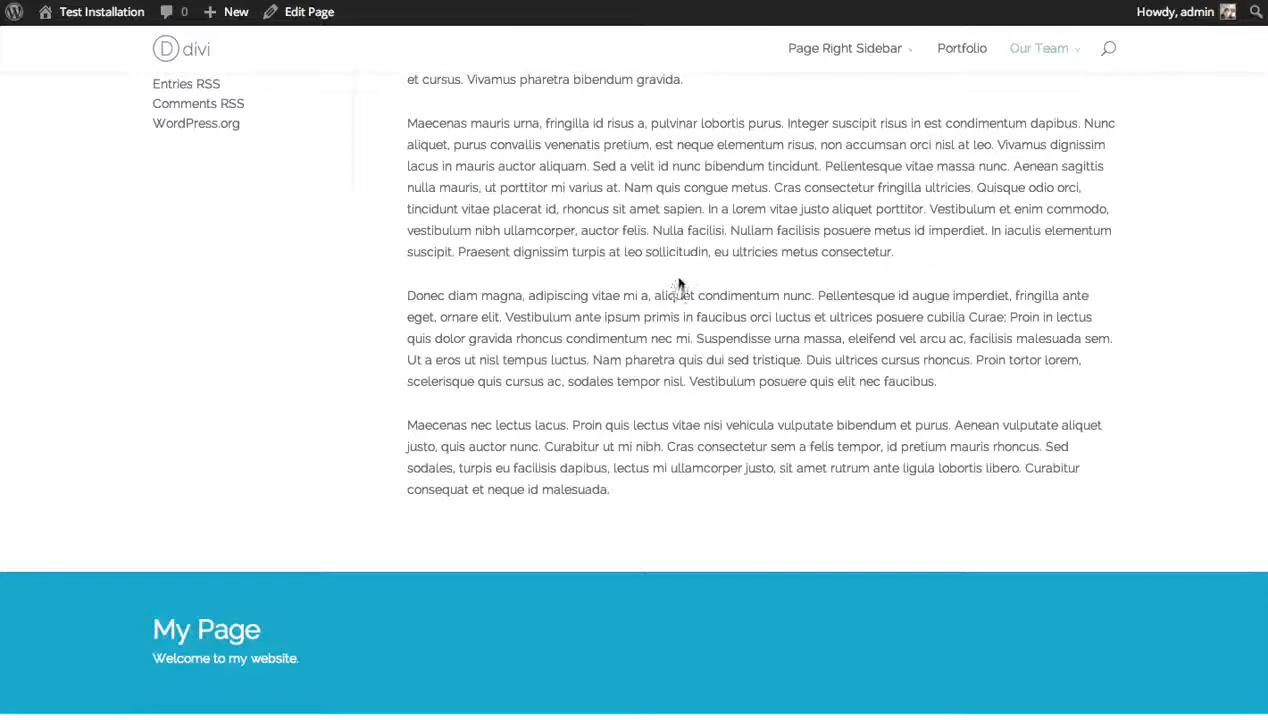 Test Installation 0 New Edit Page Howdy, admin
D divi Page Right Sidebar Portfolio Our Team
Entries RSS
Comments RSS
WordPress.org
et cursus. Vivamus pharetra bibendum gravida.
Maecenas mauris urna, fringilla id risus a, pulvinar lobortis purus. Integer suscipit risus in est condimentum dapibus. Nunc
aliquet, purus convallis venenatis pretium, est neque elementum risus, non accumsan orci nisl at leo. Vivamus dignissim
lacus in mauris auctor aliquam. Sed a velit id nunc bibendum tincidunt. Pellentesque vitae massa nunc. Aenean sagittis
nulla mauris, ut porttitor mi varius at. Nam quis congue metus. Cras consectetur fringilla ultricies. Quisque odio orci,
tincidunt vitae placerat id, rhoncus sit amet sapien. In a lorem vitae justo aliquet porttitor. Vestibulum et enim commodo,
vestibulum nibh ullamcorper, auctor felis. Nulla facilisi. Nullam facilisis posuere metus id imperdiet. In iaculis elementum
suscipit. Praesent dignissim turpis at leo sollicitudin, eu ultricies metus consectetur.
Donec diam magna, adipiscing vitae mi a, aliquet condimentum nunc. Pellentesque id augue imperdiet, fringilla ante
eget, ornare elit. Vestibulum ante ipsum primis in faucibus orci luctus et ultrices posuere cubilia Curae; Proin in lectus
quis dolor gravida rhoncus condimentum nec mi. Suspendisse urna massa, eleifend vel arcu ac, facilisis malesuada sem.
Ut a eros ut nisl tempus luctus. Nam pharetra quis dui sed tristique. Duis ultrices cursus rhoncus. Proin tortor lorem,
scelerisque quis cursus ac, sodales tempor nisl. Vestibulum posuere quis elit nec faucibus.
Maecenas nec lectus lacus. Proin quis lectus vitae nisi vehicula vulputate bibendum et purus. Aenean vulputate aliquet
justo, quis auctor nunc. Curabitur ut mi nibh. Cras consectetur sem a felis tempor, id pretium mauris rhoncus. Sed
sodales, turpis eu facilisis dapibus, lectus mi ullamcorper justo, sit amet rutrum ante ligula lobortis libero. Curabitur
consequat et neque id malesuada.
My Page
Welcome to my website.